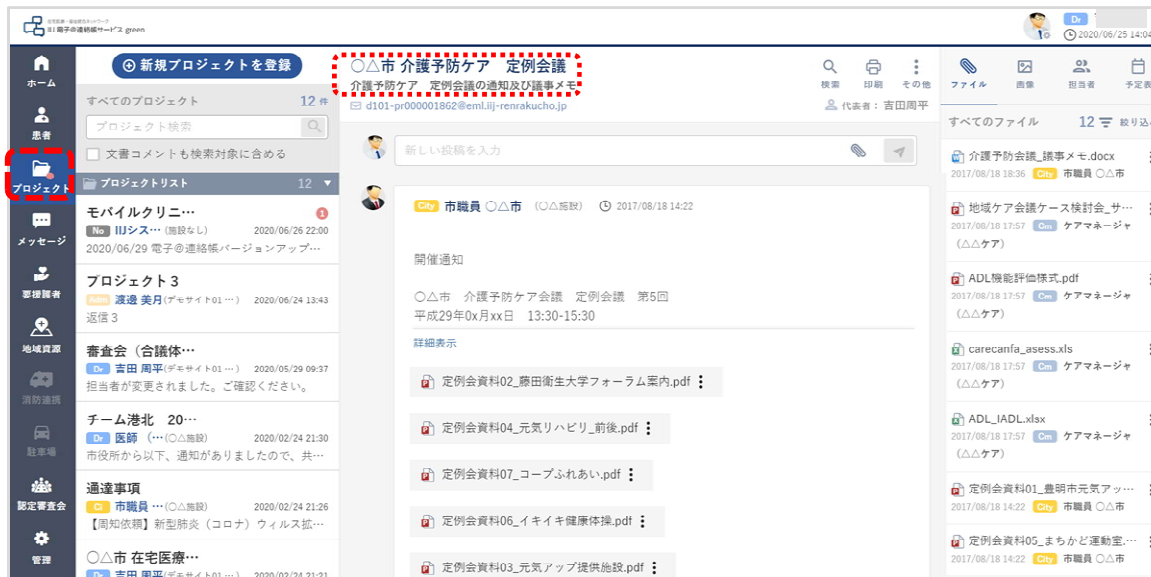 在宅医療・福祉統合ネットワーク
IIJ 電子@連絡帳サービス green
Dr
2020/06/25 14:04
ホーム
患者
プロジェクト
メッセージ
要援護者
地域資源
消防連携
駐車場
認定審査会
管理
新規プロジェクトを登録
すべてのプロジェクト 12 件
プロジェクト検索
文書コメントも検索対象に含める
プロジェクトリスト 12 ▼
モバイルクリニ… 1
No IIJシス… (施設なし) 2020/06/26 22:00
2020/06/29 電子@連絡帳バージョンアップ…
プロジェクト３
Adm 渡邊 美月(デモサイト01 …) 2020/06/24 13:43
返信３
審査会（合議体…
Dr 吉田 周平(デモサイト01 …) 2020/05/29 09:37
担当者が変更されました。ご確認ください。
チーム港北 20…
Dr 医師 （…(〇△施設) 2020/02/24 21:30
市役所から以下、通知がありましたので、共…
通達事項
Ci 市職員 …(〇△施設) 2020/02/24 21:26
【周知依頼】新型肺炎（コロナ）ウィルス拡…
〇△市 在宅医療…
Dr 吉田 周平(デモサイト01 …) 2020/02/24 21:21
〇△市 介護予防ケア 定例会議
介護予防ケア 定例会議の通知及び議事メモ
d101-pr000001862@eml.iij-renrakucho.jp
検索
印刷
その他
代表者：吉田周平
新しい投稿を入力
City 市職員 〇△市 (〇△施設) 2017/08/18 14:22
開催通知
〇△市 介護予防ケア会議 定例会議 第5回
平成29年0x月xx日 13:30-15:30
詳細表示
定例会資料02_藤田衛生大学フォーラム案内.pdf
定例会資料04_元気リハビリ_前後.pdf
定例会資料07_コープふれあい.pdf
定例会資料06_イキイキ健康体操.pdf
定例会資料03_元気アップ提供施設.pdf
ファイル
画像
担当者
予定表
すべてのファイル 12 絞り込
介護予防会議_議事メモ.docx
2017/08/18 18:36 City 市職員 〇△市
地域ケア会議ケース検討会_サ…
2017/08/18 17:57 Cm ケアマネージャ
（△△ケア）
ADL機能評価様式.pdf
2017/08/18 17:57 Cm ケアマネージャ
（△△ケア）
carecanfa_asess.xls
2017/08/18 17:57 Cm ケアマネージャ
（△△ケア）
ADL_IADL.xlsx
2017/08/18 17:57 Cm ケアマネージャ
（△△ケア）
定例会資料01_豊明市元気アッ…
2017/08/18 14:22 City 市職員 〇△市
定例会資料05_まちかど運動室.…
2017/08/18 14:22 City 市職員 〇△市